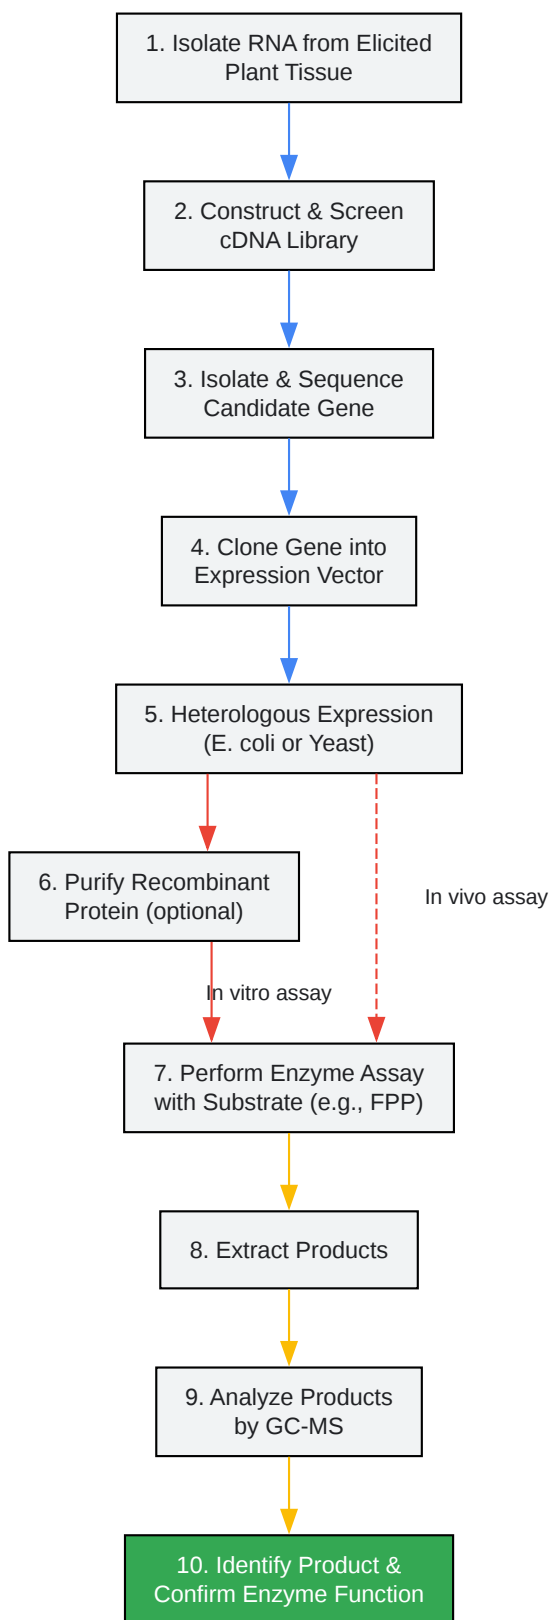 1. Isolate RNA from Elicited
Plant Tissue
2. Construct & Screen
cDNA Library
3. Isolate & Sequence
Candidate Gene
4. Clone Gene into
Expression Vector
5. Heterologous Expression
(E. coli or Yeast)
6. Purify Recombinant
Protein (optional)
In vivo assay
In vitro assay
7. Perform Enzyme Assay
with Substrate (e.g., FPP)
8. Extract Products
9. Analyze Products
by GC-MS
10. Identify Product &
Confirm Enzyme Function